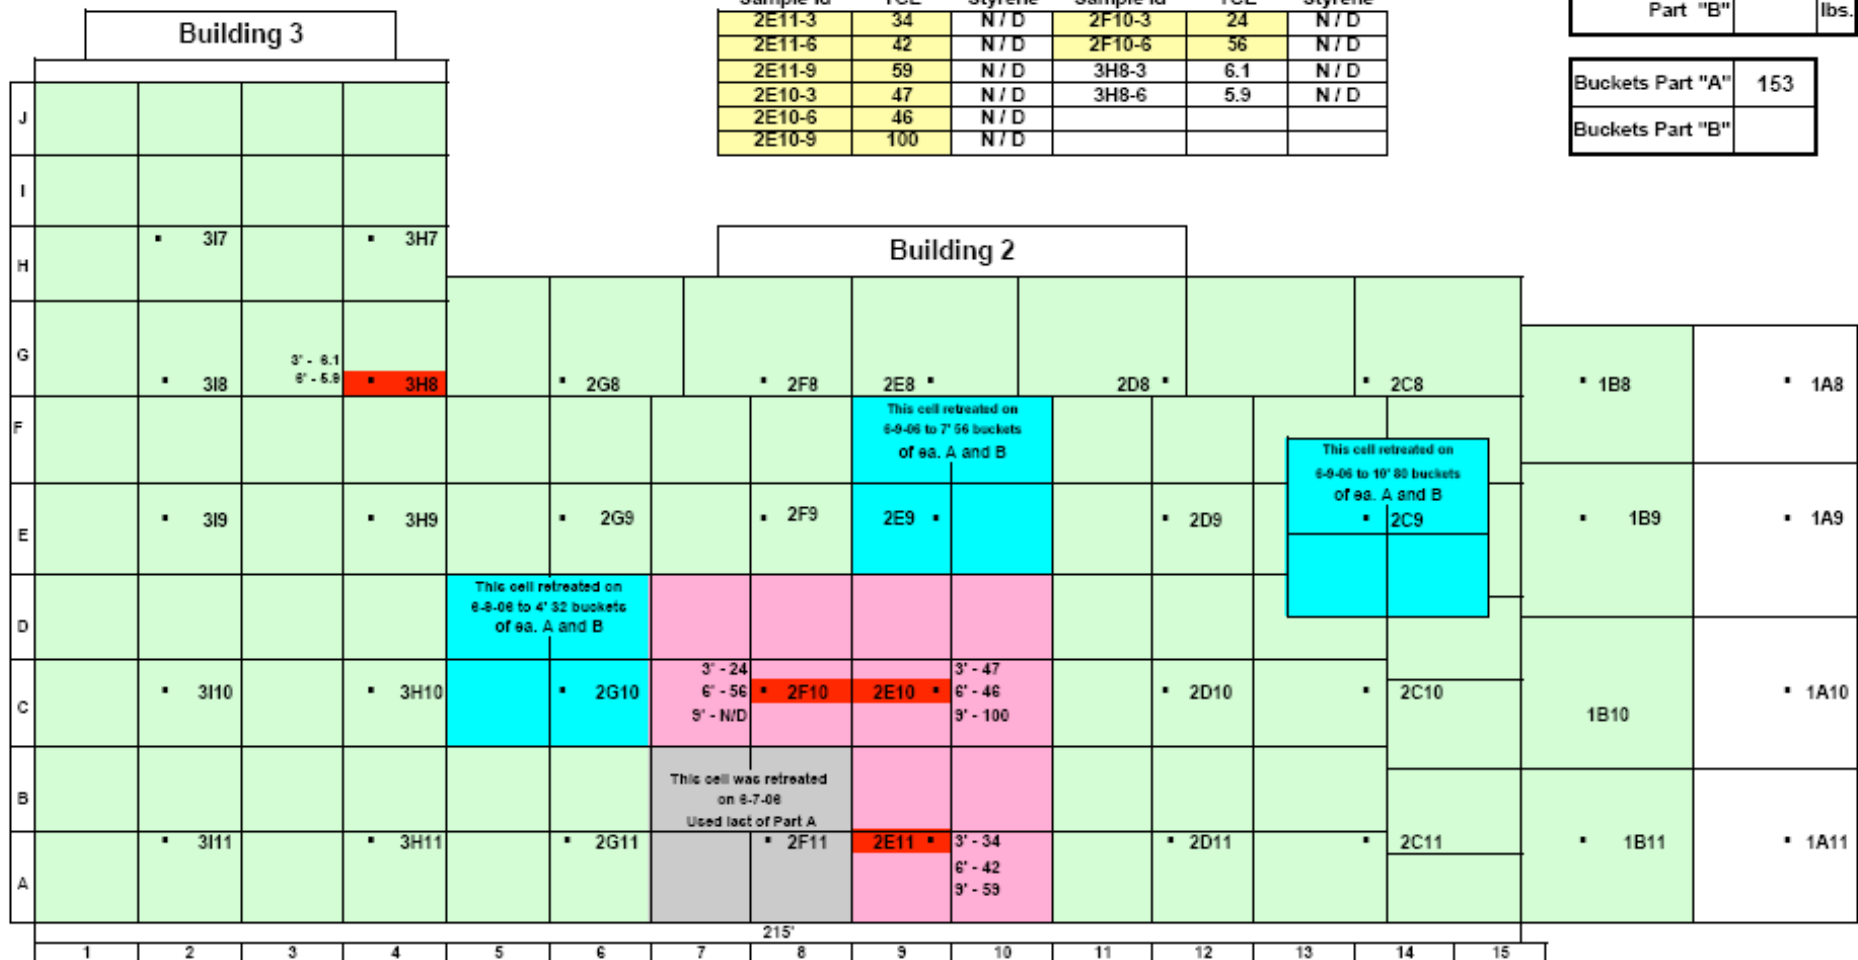 Sample Id TCE Styrene Sample Id TCE Styrene
2E11-3 34 N / D 2F10-3 24 N / D
2E11-6 42 N / D 2F10-6 56 N / D
2E11-9 59 N / D 3H8-3 6.1 N / D
2E10-3 47 N / D 3H8-6 5.9 N / D
2E10-6 46 N / D
2E10-9 100 N / D
Part "B" lbs.
Buckets Part "A" 153
Buckets Part "B"
Building 3
Building 2
J
I
H
3I7 3H7
G
3' - 6.1
6' - 5.9
3I8 3H8 2G8 2F8 2E8 2D8 2C8 1B8 1A8
F
This cell retreated on
6-9-06 to 7' 56 buckets
of ea. A and B
This cell retreated on
6-9-06 to 10' 80 buckets
of ea. A and B
E
3I9 3H9 2G9 2F9 2E9 2D9 2C9 1B9 1A9
D
This cell retreated on
6-8-06 to 4' 32 buckets
of ea. A and B
C
3' - 24
6' - 56
9' - N/D
3' - 47
6' - 46
9' - 100
3I10 3H10 2G10 2F10 2E10 2D10 2C10 1B10 1A10
B
This cell was retreated
on 6-7-06
Used last of Part A
A
3I11 3H11 2G11 2F11 2E11 2D11 2C11 1B11 1A11
3' - 34
6' - 42
9' - 59
215'
1 2 3 4 5 6 7 8 9 10 11 12 13 14 15